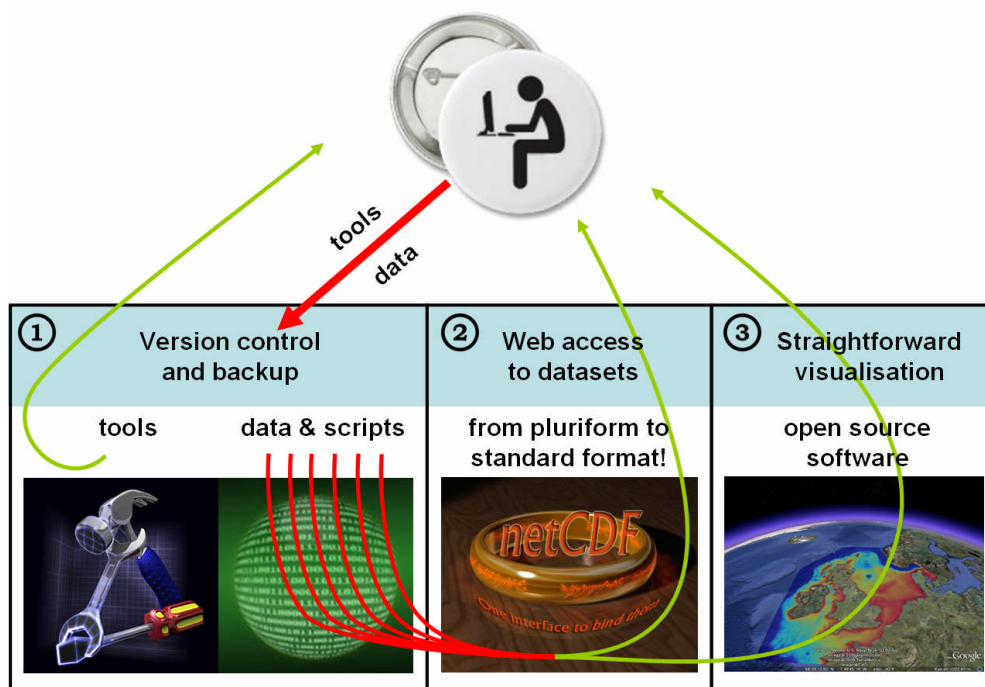 tools
data
1
Version control
and backup
tools
data & scripts
2
Web access
to datasets
from pluriform to
standard format!
netCDF
One interface to bind them
3
Straightforward
visualisation
open source
software
Google